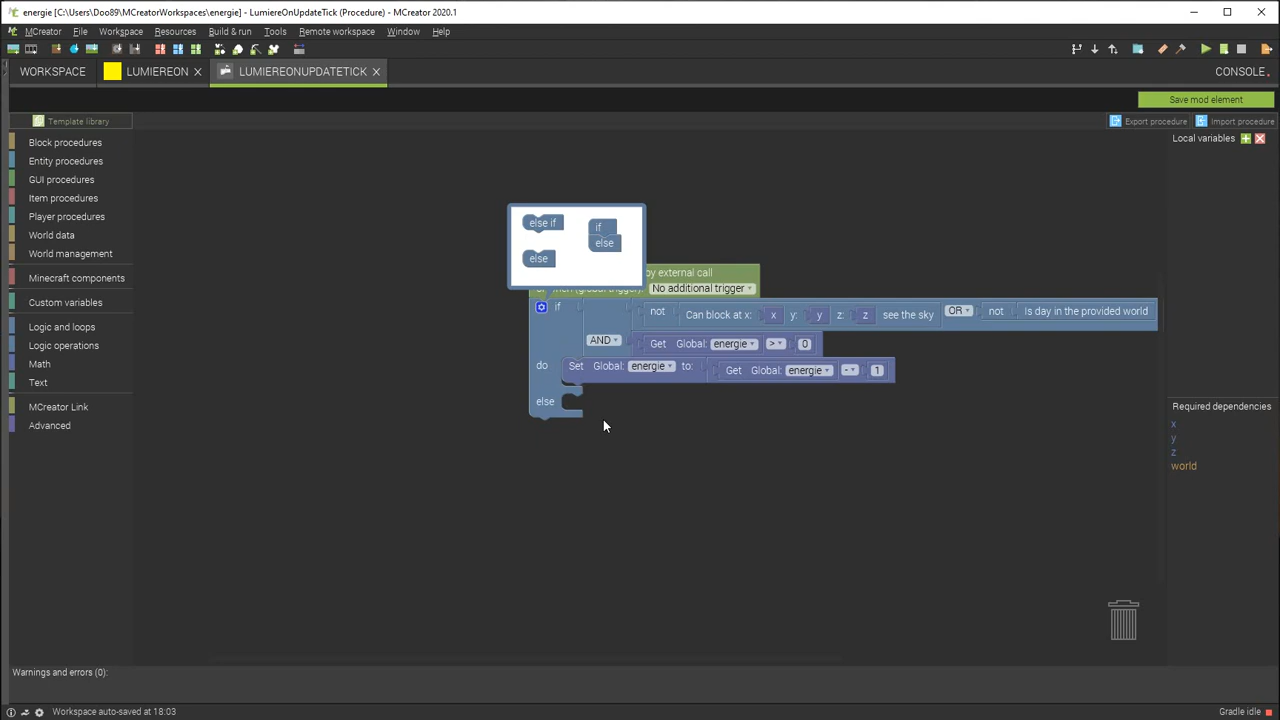 energie [C:\Users\Doo89\MCreatorWorkspaces\energie] - LumiereOnUpdateTick (Procedure) - MCreator 2020.1
MCreator File Workspace Resources Build & run Tools Remote workspace Window Help
WORKSPACE LUMIEREON LUMIEREONUPDATETICK CONSOLE
Save mod element
Template library Export procedure Import procedure
Block procedures Local variables
Entity procedures
GUI procedures
Item procedures
Player procedures
World data
World management
Minecraft components
Custom variables
Logic and loops
Logic operations
Math
Text
MCreator Link
Advanced
else if if
else
else
by external call
No additional trigger
if not Can block at x: x y: y z: z see the sky OR not Is day in the provided world
AND Get Global: energie > 0
do Set Global: energie to: Get Global: energie - 1
else
Required dependencies
x
y
z
world
Warnings and errors (0):
Workspace auto-saved at 18:03 Gradle idle